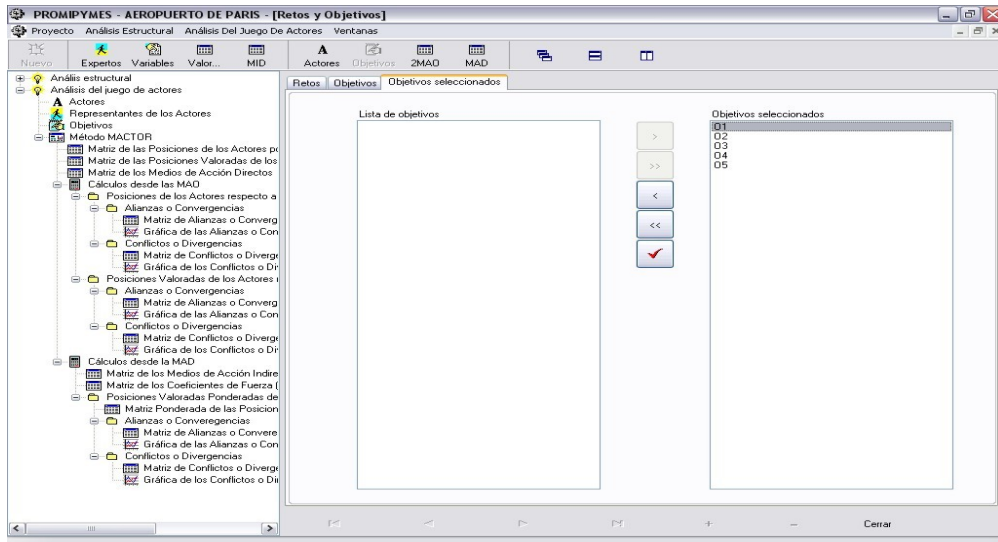 PROMIPYMES - AEROPUERTO DE PARIS - [Retos y Objetivos]
Proyecto Análisis Estructural Análisis Del Juego De Actores Ventanas
Nuevo Expertos Variables Valor... MID Actores Objetivos 2MAO MAD
Análiis estructural
Análisis del juego de actores
A Actores
Representantes de los Actores
Objetivos
Método MACTOR
Matriz de las Posiciones de los Actores po
Matriz de las Posiciones Valoradas de los
Matriz de los Medios de Acción Directos
Cálculos desde las MAO
Posiciones de los Actores respecto a
Alianzas o Convergencias
Matriz de Alianzas o Converg
Gráfica de las Alianzas o Con
Conflictos o Divergencias
Matriz de Conflictos o Diverge
Gráfica de los Conflictos o Di
Posiciones Valoradas de los Actores
Alianzas o Convergencias
Matriz de Alianzas o Converg
Gráfica de las Alianzas o Con
Conflictos o Divergencias
Matriz de Conflictos o Diverge
Gráfica de los Conflictos o Di
Cálculos desde la MAD
Matriz de los Medios de Acción Indire
Matriz de los Coeficientes de Fuerza (
Posiciones Valoradas Ponderadas de
Matriz Ponderada de las Posicion
Alianzas o Converegencias
Matriz de Alianzas o Convere
Gráfica de las Alianzas o Con
Conflictos o Divergencias
Matriz de Conflictos o Diverge
Gráfica de los Conflictos o Di
Retos Objetivos Objetivos seleccionados
Lista de objetivos
>
>>
<
<<
Objetivos seleccionados
O1
O2
O3
O4
O5
Cerrar